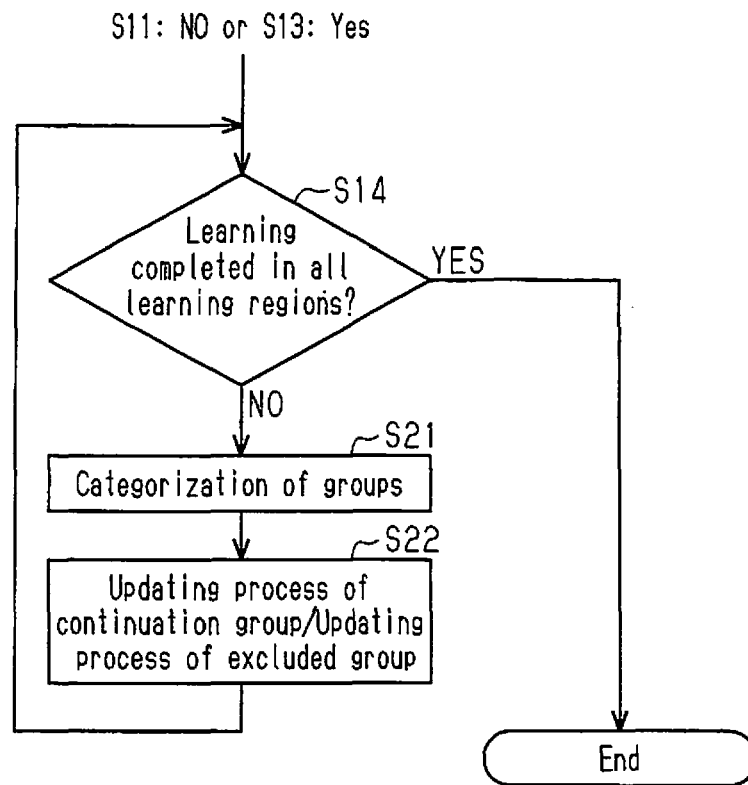 S11: NO or S13: Yes
S14
Learning
completed in all
learning regions?
YES
NO
S21
Categorization of groups
S22
Updating process of
continuation group/Updating
process of excluded group
End